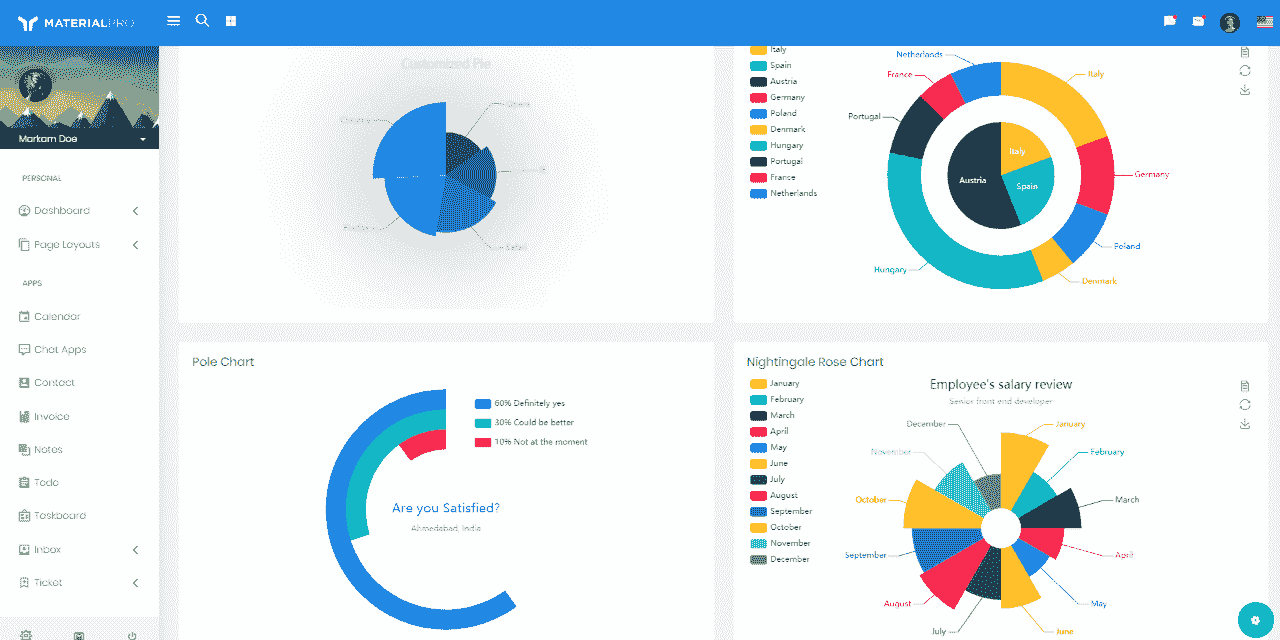 MATERIALPRO
Markam Doe
PERSONAL
Dashboard
Page Layouts
APPS
Calendar
Chat Apps
Contact
Invoice
Notes
Todo
Taskboard
Inbox
Ticket
Customized Pie
Italy
Spain
Austria
Germany
Poland
Denmark
Hungary
Portugal
France
Netherlands
Netherlands
France
Italy
Portugal
Italy
Austria
Spain
Germany
Poland
Hungary
Denmark
Pole Chart
60% Definitely yes
30% Could be better
10% Not at the moment
Are you Satisfied?
Ahmedabad, India
Nightingale Rose Chart
January
February
March
April
May
June
July
August
September
October
November
December
Employee's salary review
Senior front end developer
December
January
November
February
October
March
September
April
August
May
July
June